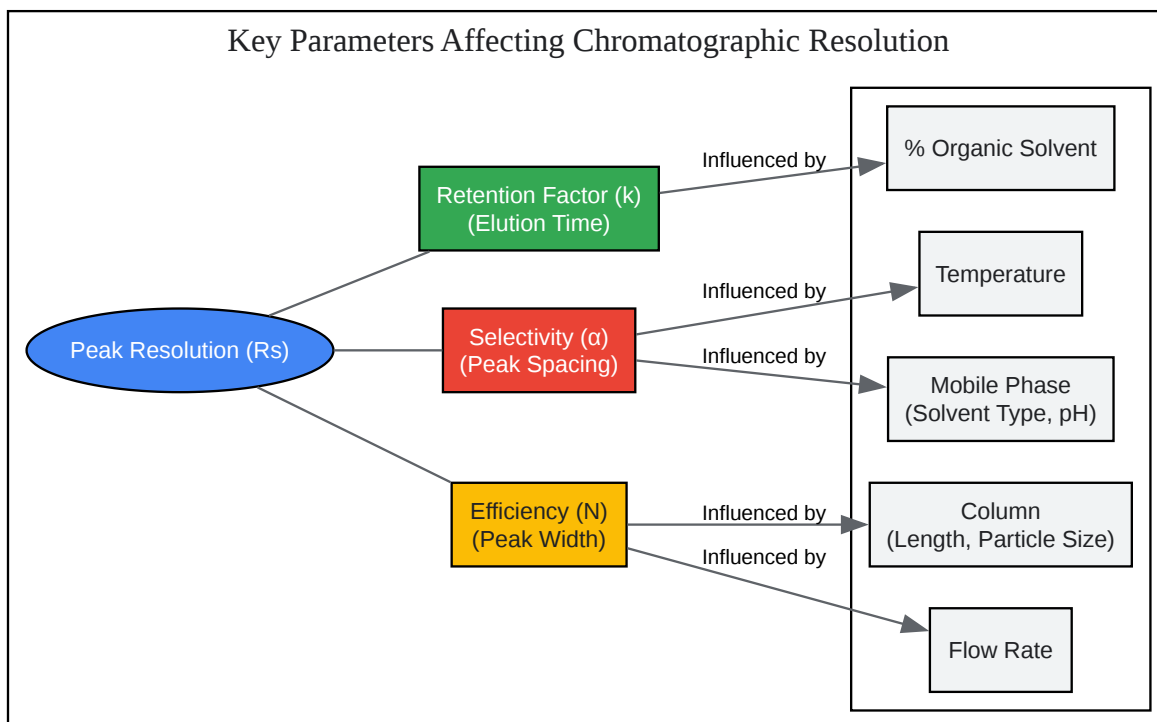 Key Parameters Affecting Chromatographic Resolution
Peak Resolution (Rs)
Retention Factor (k)
(Elution Time)
Selectivity (α)
(Peak Spacing)
Efficiency (N)
(Peak Width)
Influenced by
Influenced by
Influenced by
Influenced by
Influenced by
% Organic Solvent
Temperature
Mobile Phase
(Solvent Type, pH)
Column
(Length, Particle Size)
Flow Rate